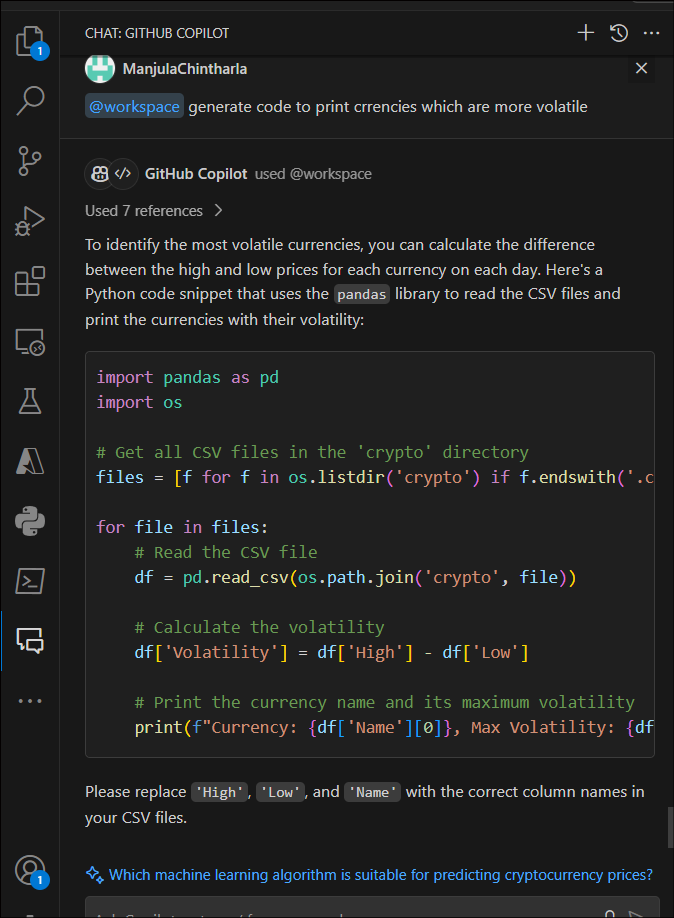 CHAT: GITHUB COPILOT
1
ManjulaChintharla
@workspace generate code to print crrencies which are more volatile
GitHub Copilot used @workspace
Used 7 references
To identify the most volatile currencies, you can calculate the difference
between the high and low prices for each currency on each day. Here's a
Python code snippet that uses the pandas library to read the CSV files and
print the currencies with their volatility:
import pandas as pd
import os
# Get all CSV files in the 'crypto' directory
files = [f for f in os.listdir('crypto') if f.endswith('.c
for file in files:
# Read the CSV file
df = pd.read_csv(os.path.join('crypto', file))
# Calculate the volatility
df['Volatility'] = df['High'] - df['Low']
# Print the currency name and its maximum volatility
print(f"Currency: {df['Name'][0]}, Max Volatility: {df
Please replace 'High', 'Low', and 'Name' with the correct column names in
your CSV files.
1
Which machine learning algorithm is suitable for predicting cryptocurrency prices?